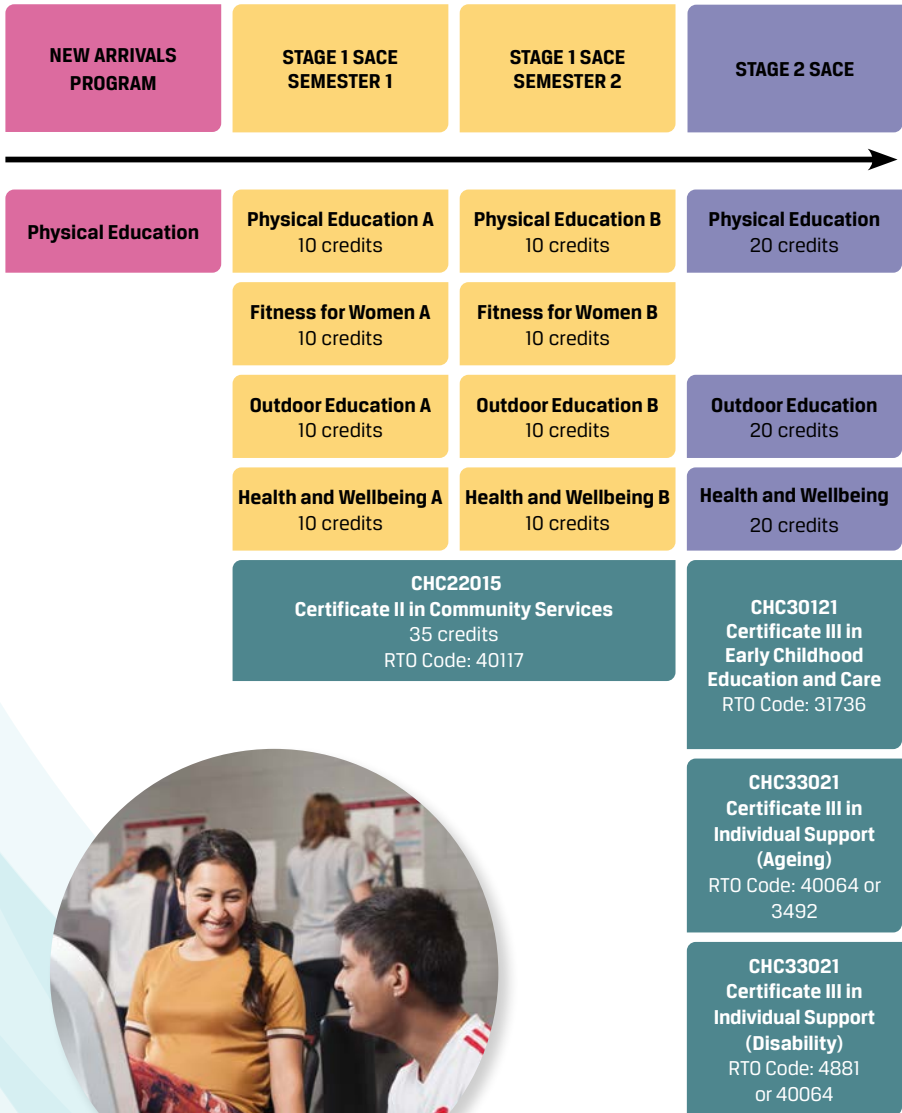 NEW ARRIVALS
PROGRAM
STAGE 1 SACE
SEMESTER 1
STAGE 1 SACE
SEMESTER 2
STAGE 2 SACE
Physical Education
Physical Education A
10 credits
Physical Education B
10 credits
Physical Education
20 credits
Fitness for Women A
10 credits
Fitness for Women B
10 credits
Outdoor Education A
10 credits
Outdoor Education B
10 credits
Outdoor Education
20 credits
Health and Wellbeing A
10 credits
Health and Wellbeing B
10 credits
Health and Wellbeing
20 credits
CHC22015
Certificate II in Community Services
35 credits
RTO Code: 40117
CHC30121
Certificate III in
Early Childhood
Education and Care
RTO Code: 31736
CHC33021
Certificate III in
Individual Support
(Ageing)
RTO Code: 40064 or
3492
CHC33021
Certificate III in
Individual Support
(Disability)
RTO Code: 4881
or 40064